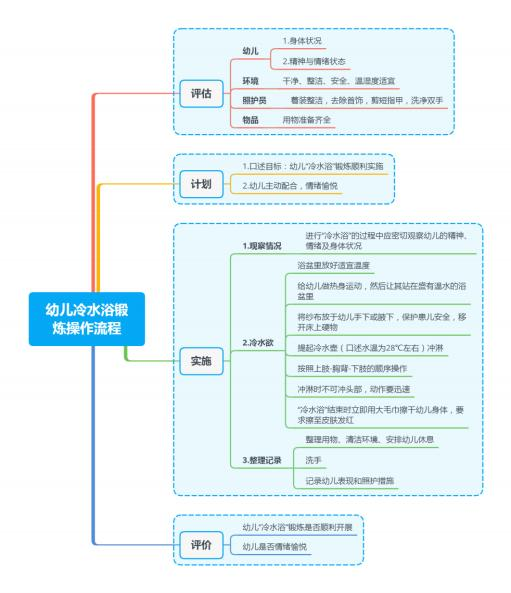 幼儿冷水浴锻
炼操作流程
评估
幼儿
1.身体状况
2.精神与情绪状态
环境
干净、整洁、安全、温湿度适宜
照护员
着装整洁，去除首饰，剪短指甲，洗净双手
物品
用物准备齐全
计划
1.口述目标：幼儿“冷水浴”锻炼顺利实施
2.幼儿主动配合，情绪愉悦
实施
1.观察情况
进行“冷水浴”的过程中应密切观察幼儿的精神、
情绪及身体状况
2.冷水欲
浴盆里放好适宜温度
给幼儿做热身运动，然后让其站在盛有温水的浴
盆里
将纱布放于幼儿手下或腋下，保护患儿安全，移
开床上硬物
提起冷水壶（口述水温为28℃左右）冲淋
按照上肢-胸背-下肢的顺序操作
冲淋时不可冲头部，动作要迅速
“冷水浴”结束时立即用大毛巾擦干幼儿身体，要
求擦至皮肤发红
3.整理记录
整理用物、清洁环境、安排幼儿休息
洗手
记录幼儿表现和照护措施
评价
幼儿“冷水浴”锻炼是否顺利开展
幼儿是否情绪愉悦